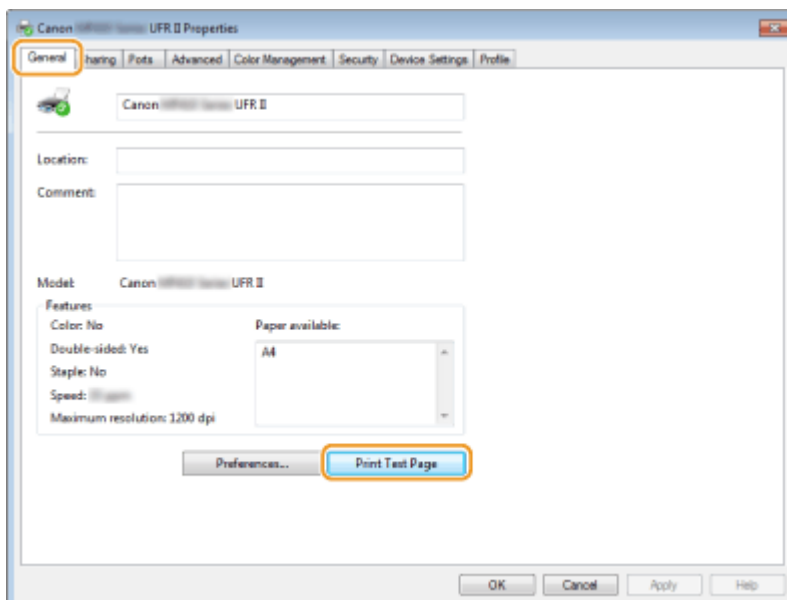 Canon UFR II Properties
General haring Ports Advanced Color Management Security Device Settings Profile
Canon UFR II
Location:
Comment:
Model: Canon UFR II
Features
Color: No Paper available:
Double-sided: Yes A4
Staple: No
Speed:
Maximum resolution: 1200 dpi
Preferences... Print Test Page
OK Cancel Apply Help